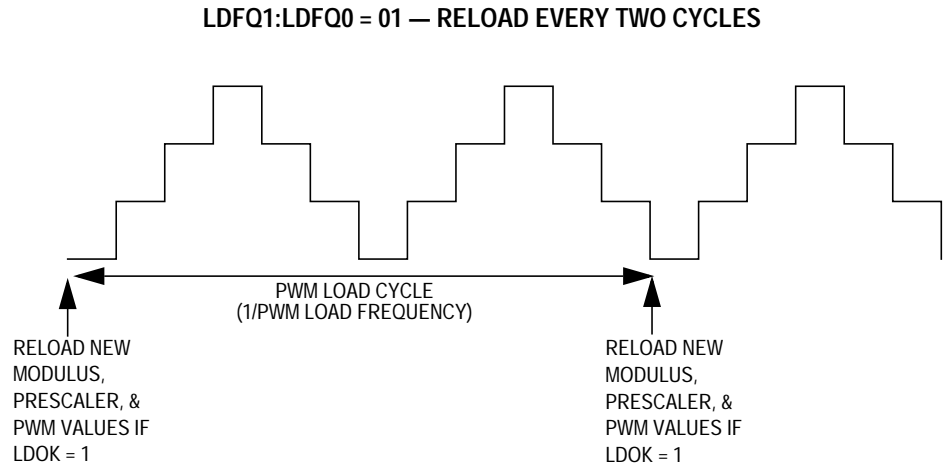 LDFQ1:LDFQ0 = 01 — RELOAD EVERY TWO CYCLES
PWM LOAD CYCLE
(1/PWM LOAD FREQUENCY)
RELOAD NEW
MODULUS,
PRESCALER, &
PWM VALUES IF
LDOK = 1
RELOAD NEW
MODULUS,
PRESCALER, &
PWM VALUES IF
LDOK = 1